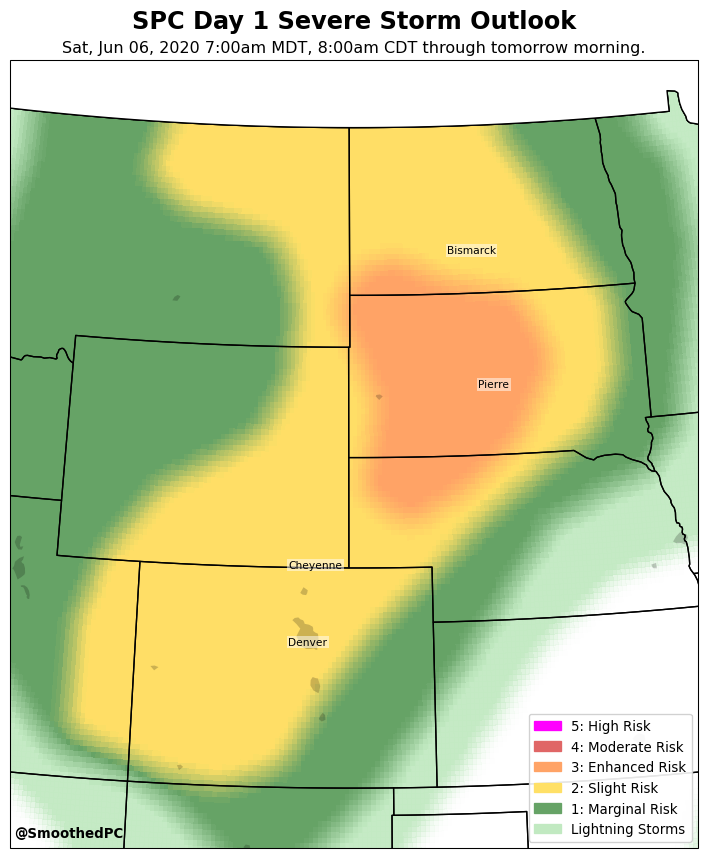 SPC Day 1 Severe Storm Outlook
Sat, Jun 06, 2020 7:00am MDT, 8:00am CDT through tomorrow morning.
Bismarck
Pierre
Cheyenne
Denver
5: High Risk
4: Moderate Risk
3: Enhanced Risk
2: Slight Risk
1: Marginal Risk
Lightning Storms
@SmoothedPC